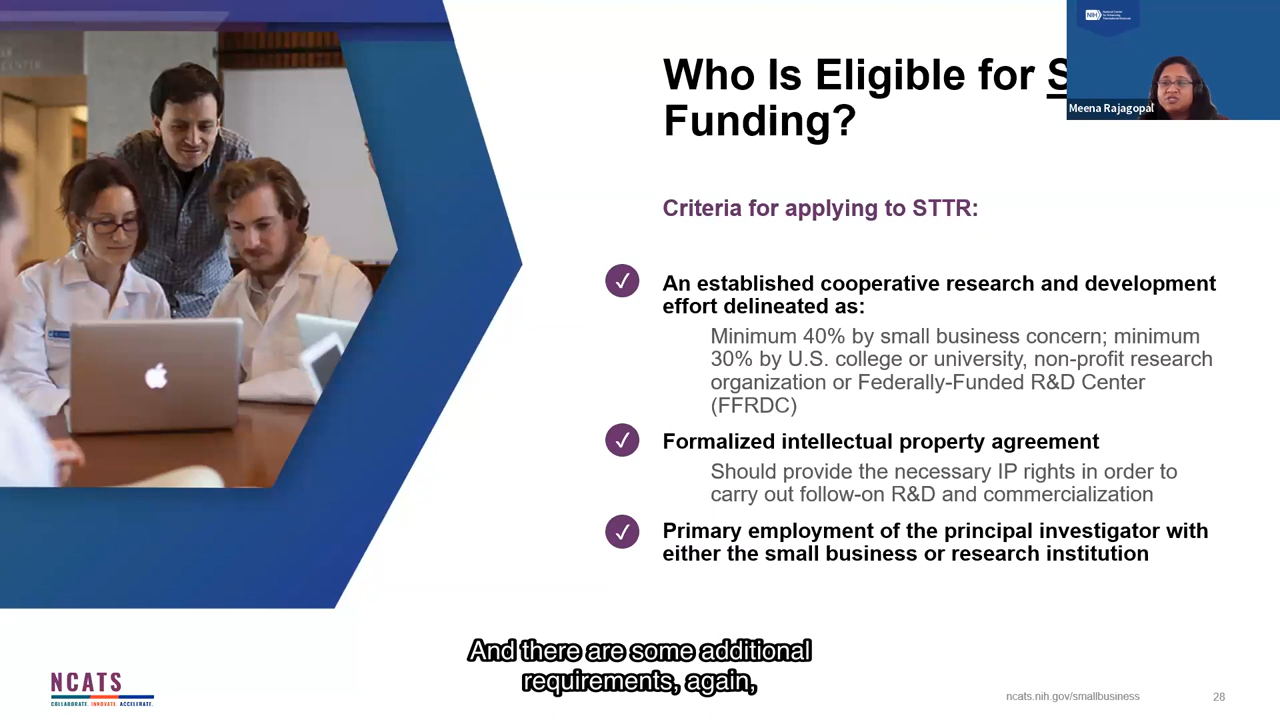 Who Is Eligible for S
Funding?
NIH
Meena Rajagopal
Criteria for applying to STTR:
✓ An established cooperative research and development
effort delineated as:
Minimum 40% by small business concern; minimum
30% by U.S. college or university, non-profit research
organization or Federally-Funded R&D Center
(FFRDC)
✓ Formalized intellectual property agreement
Should provide the necessary IP rights in order to
carry out follow-on R&D and commercialization
✓ Primary employment of the principal investigator with
either the small business or research institution
And there are some additional
requirements, again,
NCATS
COLLABORATE. INNOVATE. ACCELERATE.
ncats.nih.gov/smallbusiness
28